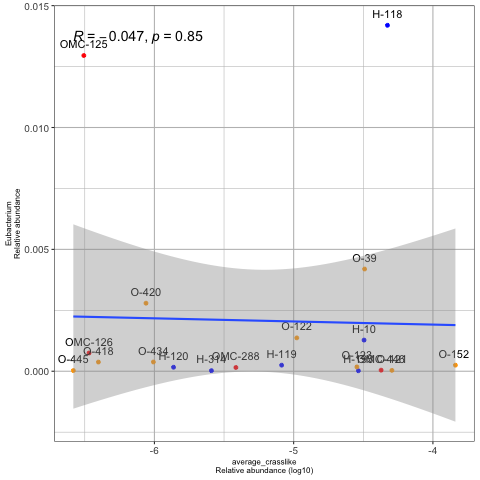 0.015
H-118
R = −0.047, p = 0.85
OMC-125
0.010
Eubacterium
Relative abundance
0.005
O-39
O-420
O-122
H-10
OMC-126
O-418
O-434
H-120
H-314
OMC-288
H-119
O-152
O-445
0.000
-6
-5
-4
average_crasslike
Relative abundance (log10)